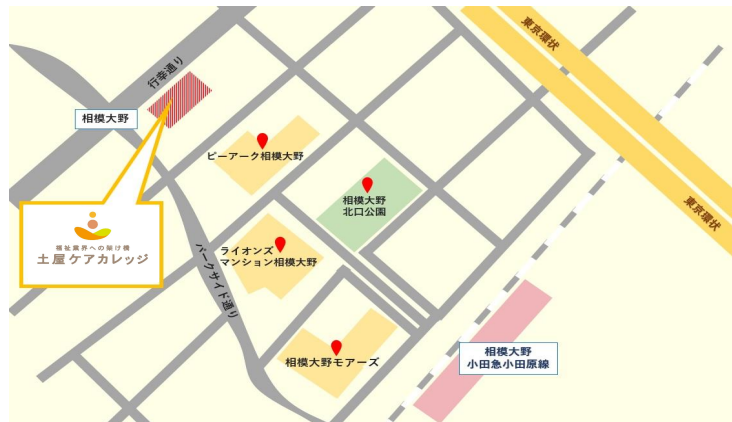 東京環状
行幸通り
相模大野
ピーアーク相模大野
相模大野
北口公園
東京環状
福祉業界への架け橋
土屋ケアカレッジ
ライオンズ
マンション相模大野
パークサイド通り
相模大野モアーズ
相模大野
小田急小田原線